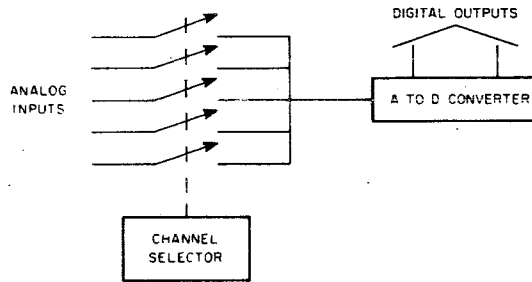 DIGITAL OUTPUTS
ANALOG
INPUTS
A TO D CONVERTER
CHANNEL
SELECTOR